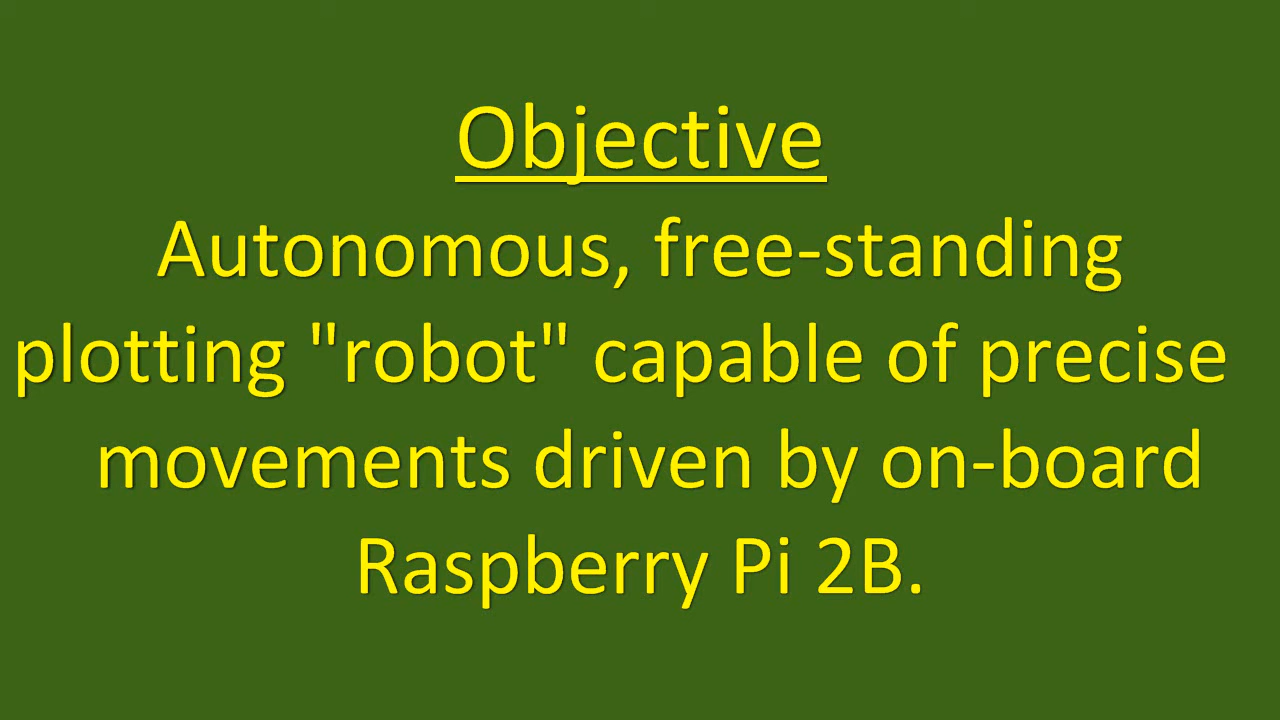 Objective
Autonomous, free-standing
plotting "robot" capable of precise
movements driven by on-board
Raspberry Pi 2B.